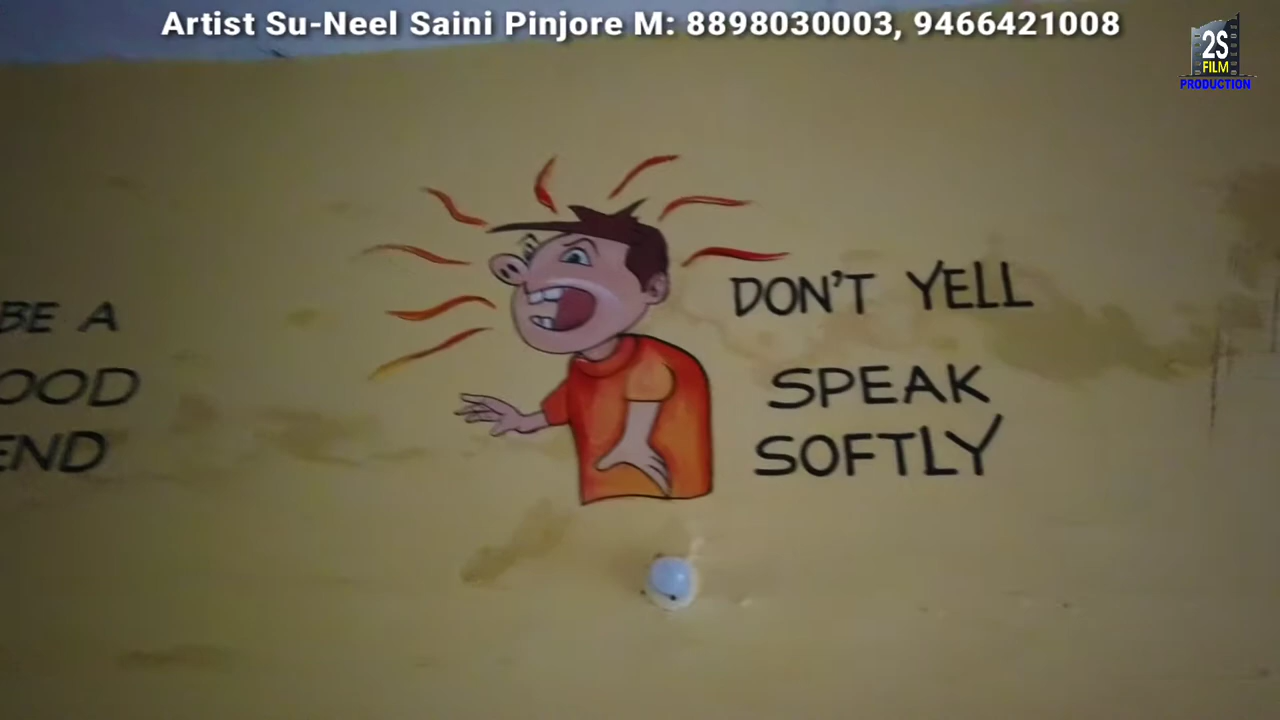 Artist Su-Neel Saini Pinjore M: 8898030003, 9466421008
2S
FILM
PRODUCTION
BE A
OOD
END
DON'T YELL
SPEAK
SOFTLY